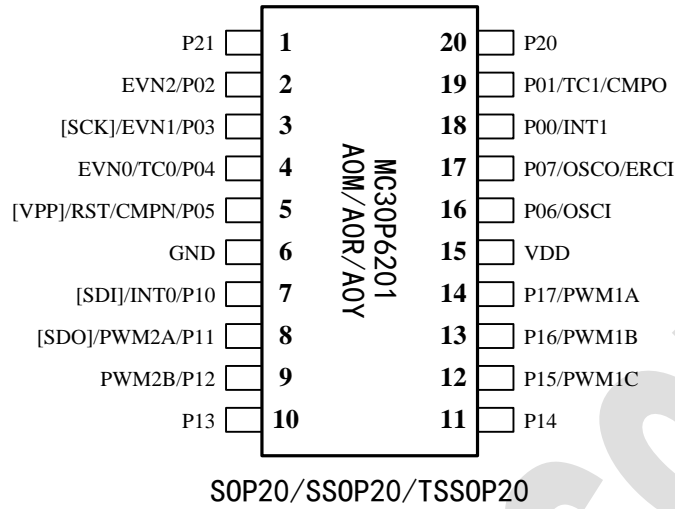 P21 1 20 P20
EVN2/P02 2 19 P01/TC1/CMPO
[SCK]/EVN1/P03 3 18 P00/INT1
EVN0/TC0/P04 4 17 P07/OSCO/ERCI
[VPP]/RST/CMPN/P05 5 16 P06/OSCI
GND 6 15 VDD
[SDI]/INT0/P10 7 14 P17/PWM1A
[SDO]/PWM2A/P11 8 13 P16/PWM1B
PWM2B/P12 9 12 P15/PWM1C
P13 10 11 P14
MC30P6201
A0M/A0R/A0Y
SOP20/SSOP20/TSSOP20